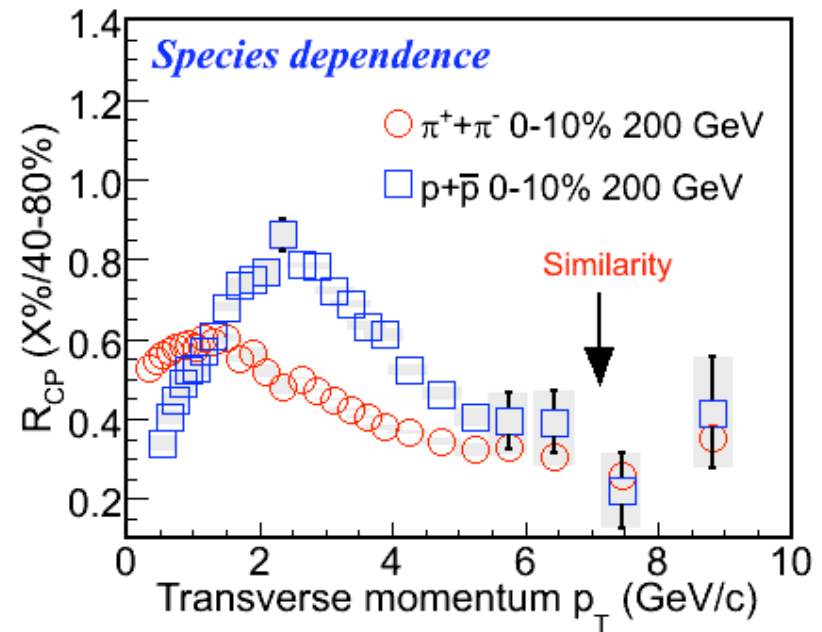 Species dependence
π⁺+π⁻ 0-10% 200 GeV
p+p̅ 0-10% 200 GeV
Similarity
R_CP (X%/40-80%)
1.4
1.2
1.0
0.8
0.6
0.4
0.2
0 2 4 6 8 10
Transverse momentum p_T (GeV/c)